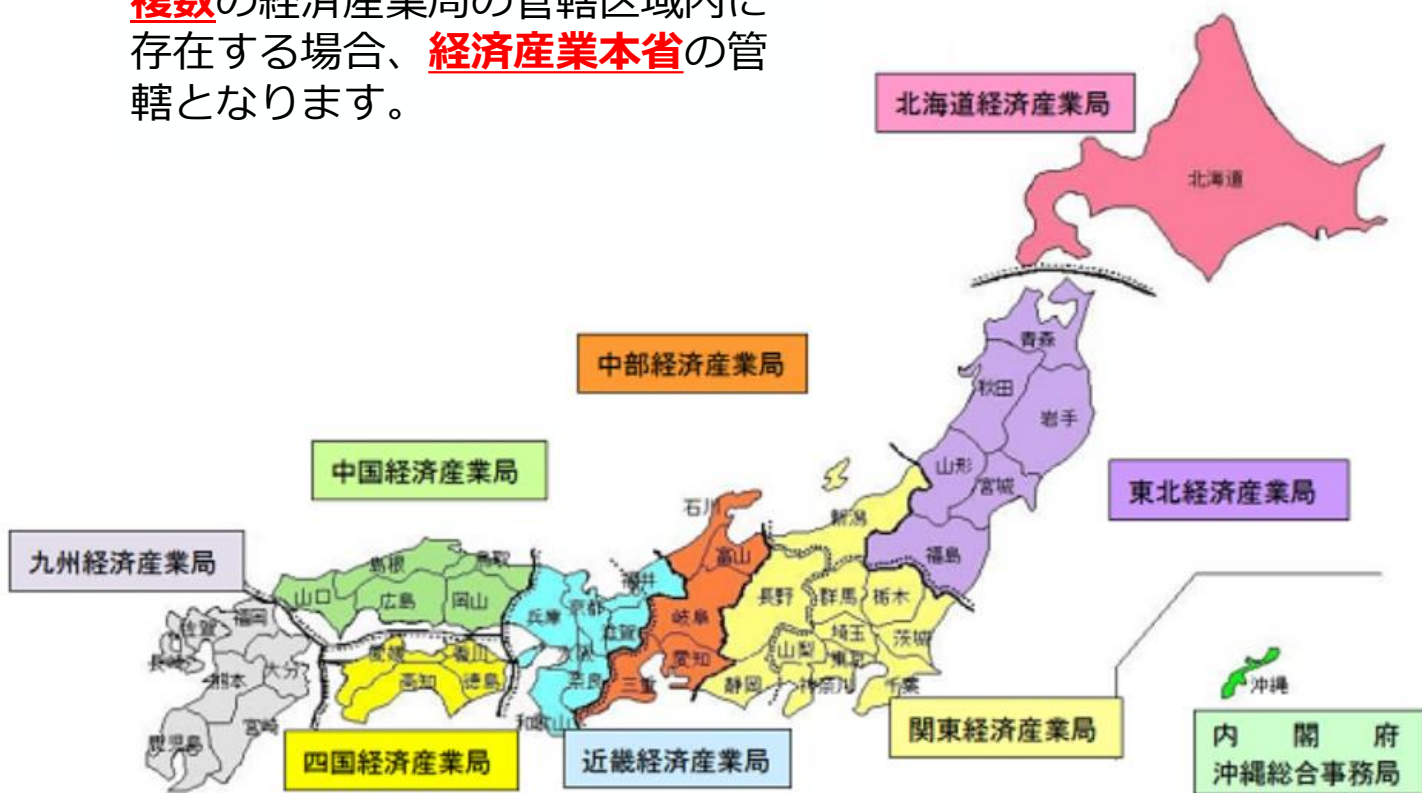 複数の経済産業局の管轄区域内に
存在する場合、経済産業本省の管
轄となります。
北海道経済産業局
北海道
青森
中部経済産業局
秋田
岩手
中国経済産業局
山形
宮城
東北経済産業局
石川
新潟
富山
福島
九州経済産業局
島根
鳥取
福井
山口
広島
岡山
兵庫
京都
滋賀
岐阜
長野
群馬
栃木
福岡
佐賀
埼玉
茨城
愛媛
香川
大阪
愛知
山梨
東京
長崎
大分
熊本
高知
徳島
奈良
三重
静岡
神奈川
千葉
沖縄
宮崎
和歌山
鹿児島
関東経済産業局
四国経済産業局
近畿経済産業局
内閣府
沖縄総合事務局